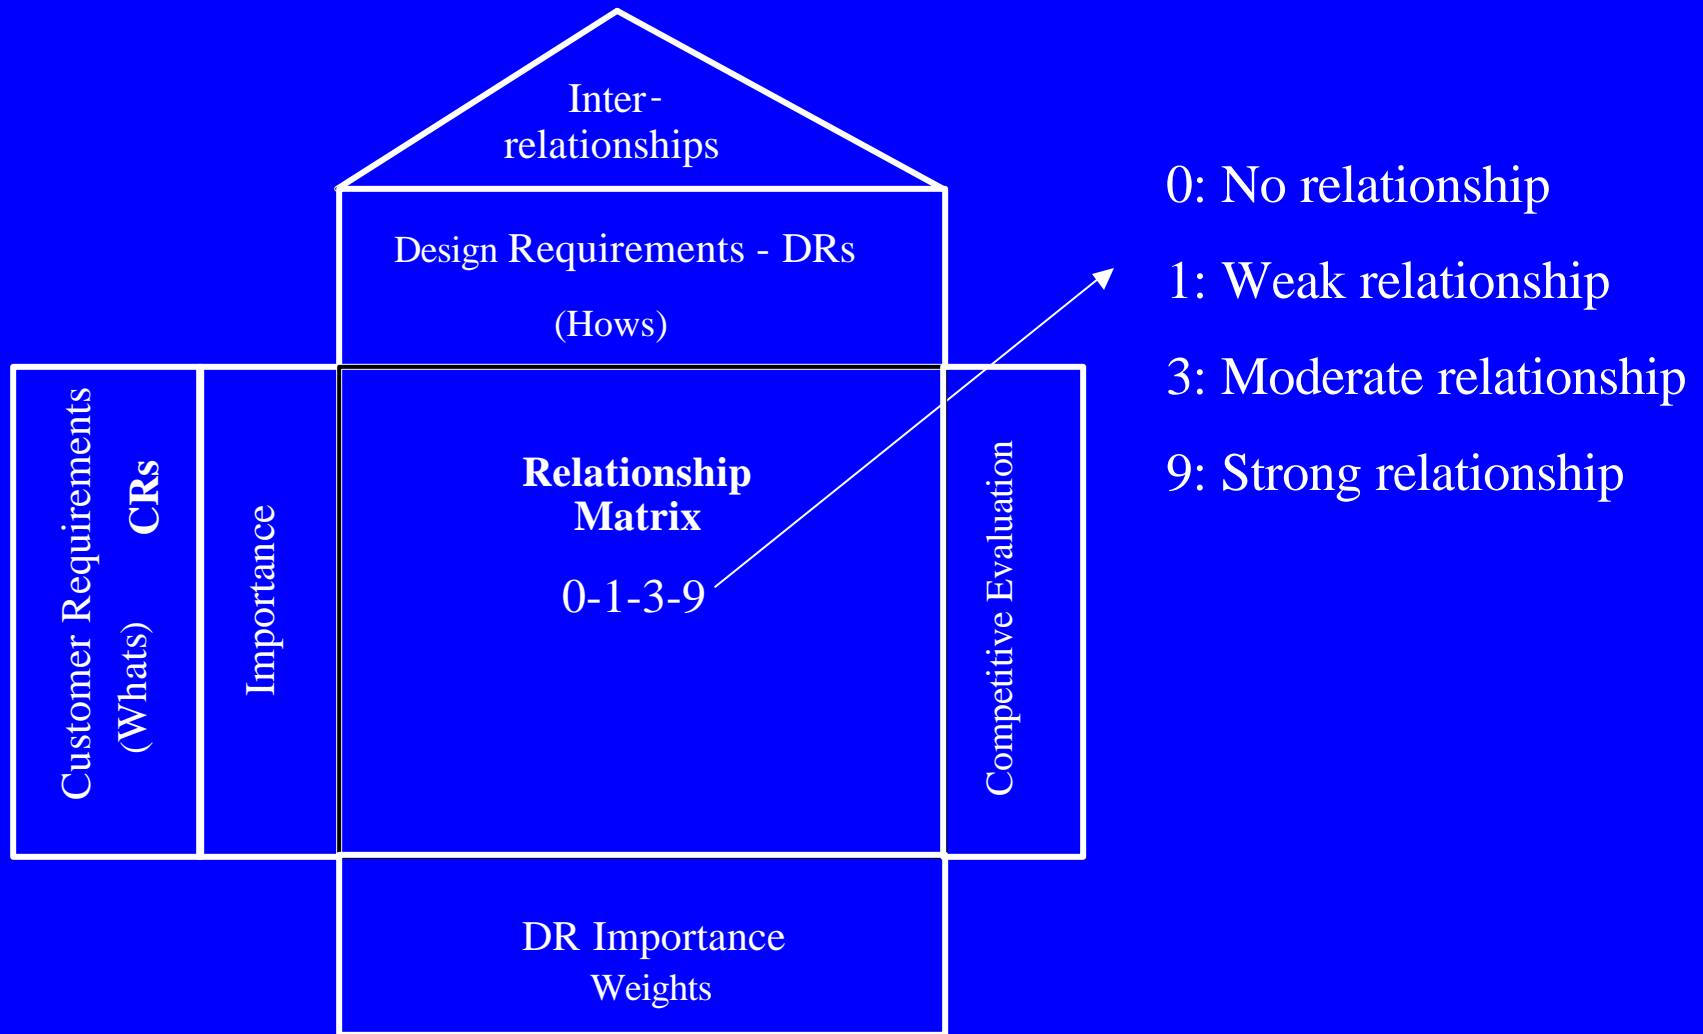 Inter-
relationships
Design Requirements - DRs
(Hows)
Customer Requirements
(Whats) CRs
Importance
Relationship
Matrix
0-1-3-9
Competitive Evaluation
DR Importance
Weights
0: No relationship
1: Weak relationship
3: Moderate relationship
9: Strong relationship